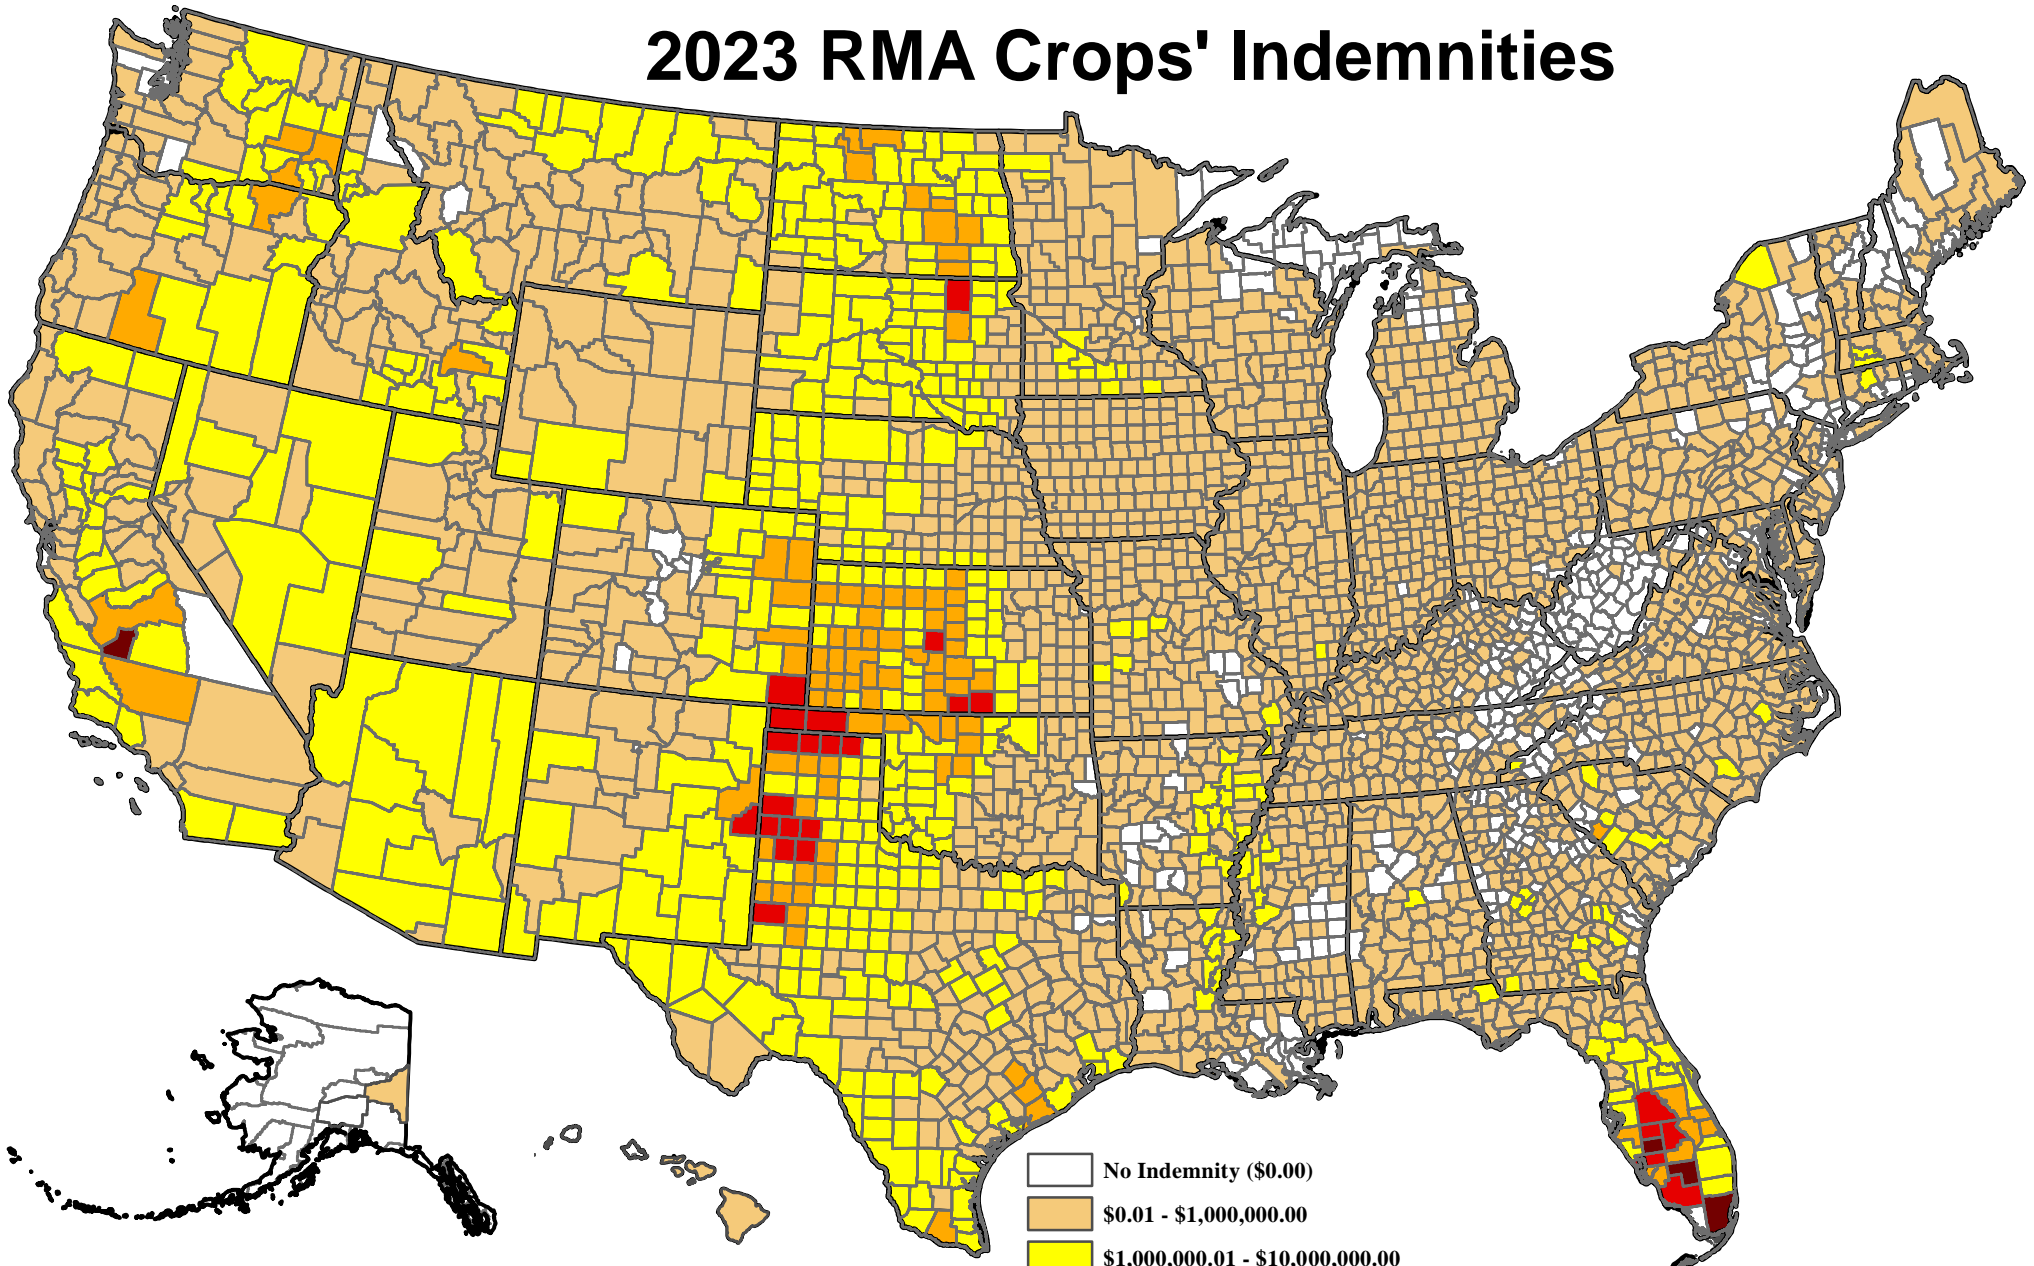 2023 RMA Crops' Indemnities
No Indemnity ($0.00)
$0.01 - $1,000,000.00
$1,000,000.01 - $10,000,000.00